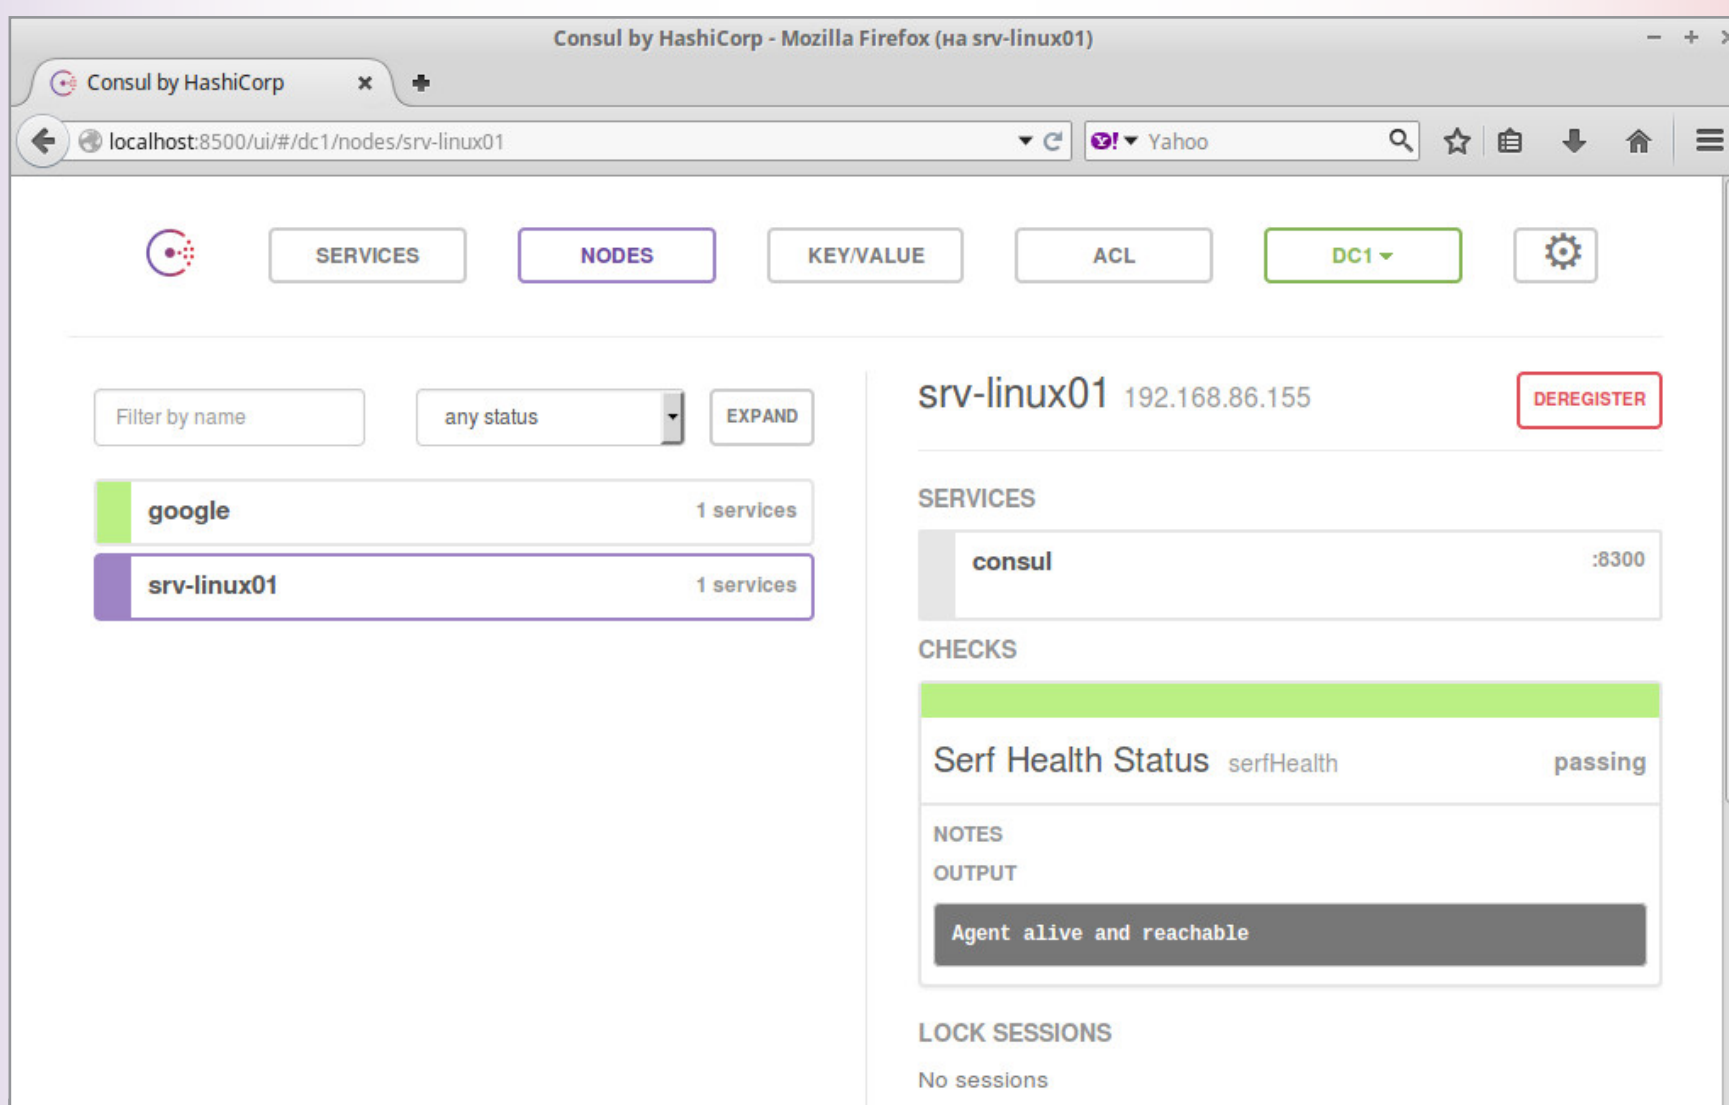 Consul by HashiCorp - Mozilla Firefox (на srv-linux01)
Consul by HashiCorp
localhost:8500/ui/#/dc1/nodes/srv-linux01
Yahoo
SERVICES
NODES
KEY/VALUE
ACL
DC1
Filter by name
any status
EXPAND
google 1 services
srv-linux01 1 services
srv-linux01 192.168.86.155
DEREGISTER
SERVICES
consul :8300
CHECKS
Serf Health Status serfHealth passing
NOTES
OUTPUT
Agent alive and reachable
LOCK SESSIONS
No sessions